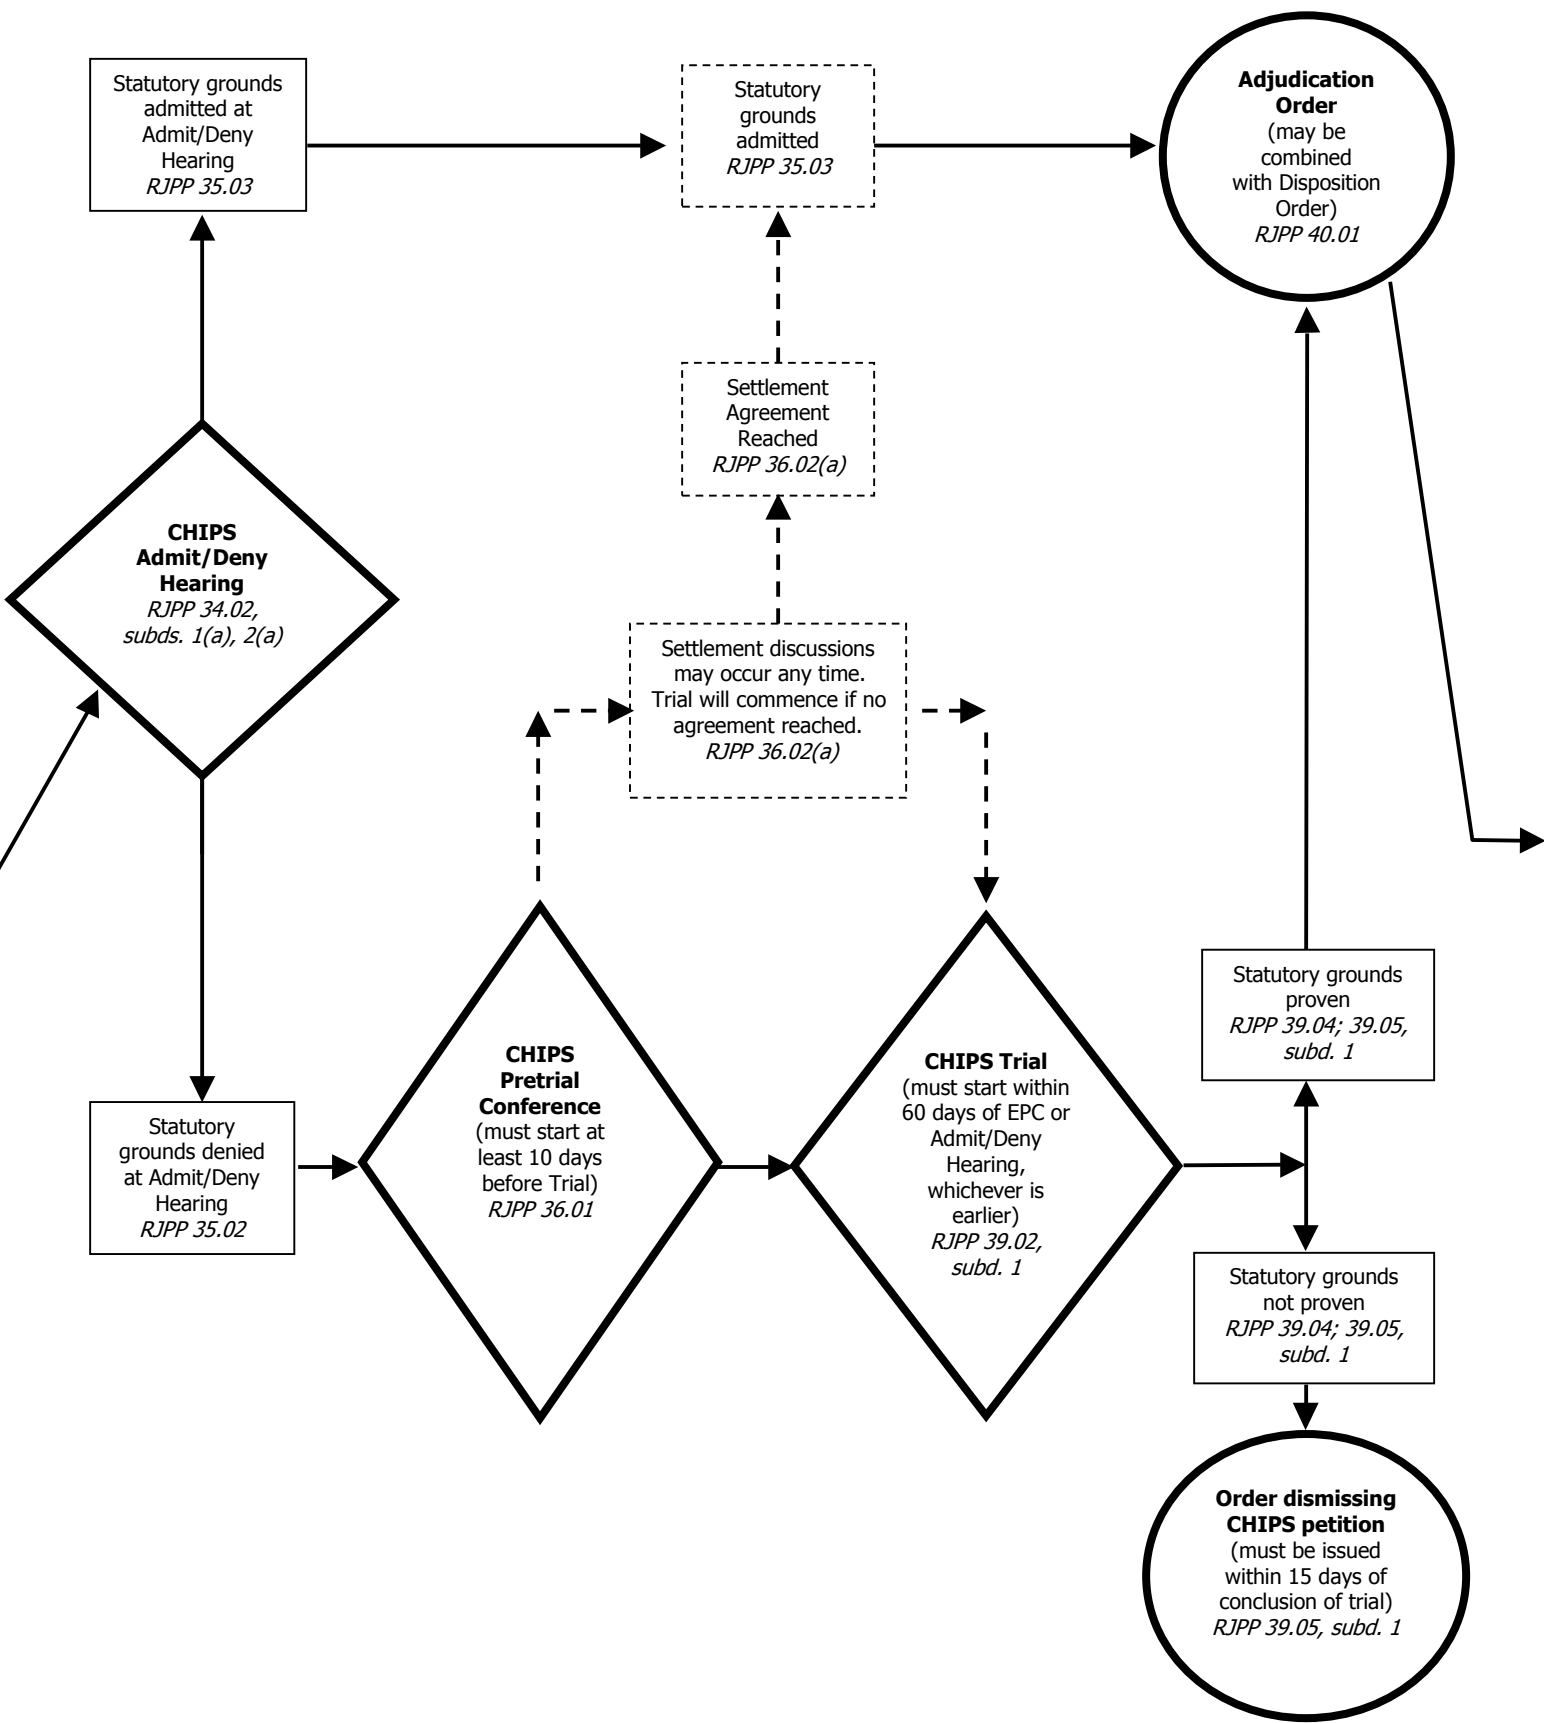 Statutory grounds
admitted at
Admit/Deny
Hearing
RJPP 35.03
Statutory
grounds
admitted
RJPP 35.03
Adjudication
Order
(may be
combined
with Disposition
Order)
RJPP 40.01
Settlement
Agreement
Reached
RJPP 36.02(a)
CHIPS
Admit/Deny
Hearing
RJPP 34.02,
subds. 1(a), 2(a)
Settlement discussions
may occur any time.
Trial will commence if no
agreement reached.
RJPP 36.02(a)
Statutory
grounds denied
at Admit/Deny
Hearing
RJPP 35.02
CHIPS
Pretrial
Conference
(must start at
least 10 days
before Trial)
RJPP 36.01
CHIPS Trial
(must start within
60 days of EPC or
Admit/Deny
Hearing,
whichever is
earlier)
RJPP 39.02,
subd. 1
Statutory grounds
proven
RJPP 39.04; 39.05,
subd. 1
Statutory grounds
not proven
RJPP 39.04; 39.05,
subd. 1
Order dismissing
CHIPS petition
(must be issued
within 15 days of
conclusion of trial)
RJPP 39.05, subd. 1